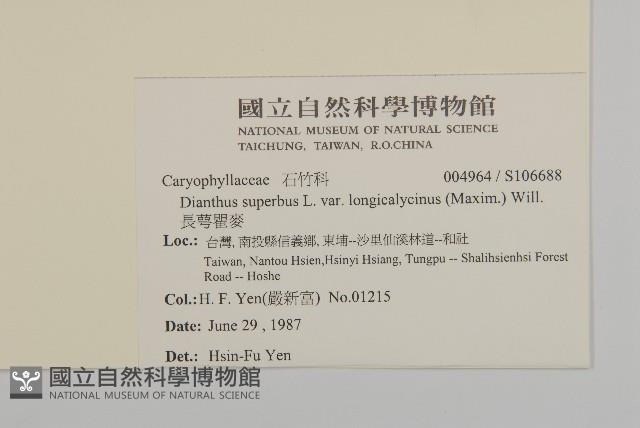 國立自然科學博物館
NATIONAL MUSEUM OF NATURAL SCIENCE
TAICHUNG, TAIWAN, R.O.CHINA
Caryophyllaceae 石竹科 004964 / S106688
Dianthus superbus L. var. longicalycinus (Maxim.) Will.
長萼瞿麥
Loc.: 台灣, 南投縣信義鄉, 東埔--沙里仙溪林道--和社
Taiwan, Nantou Hsien,Hsinyi Hsiang, Tungpu -- Shalihsienhsi Forest
Road -- Hoshe
Col.: H. F. Yen(嚴新富) No.01215
Date: June 29 , 1987
Det.: Hsin-Fu Yen
國立自然科學博物館
NATIONAL MUSEUM OF NATURAL SCIENCE